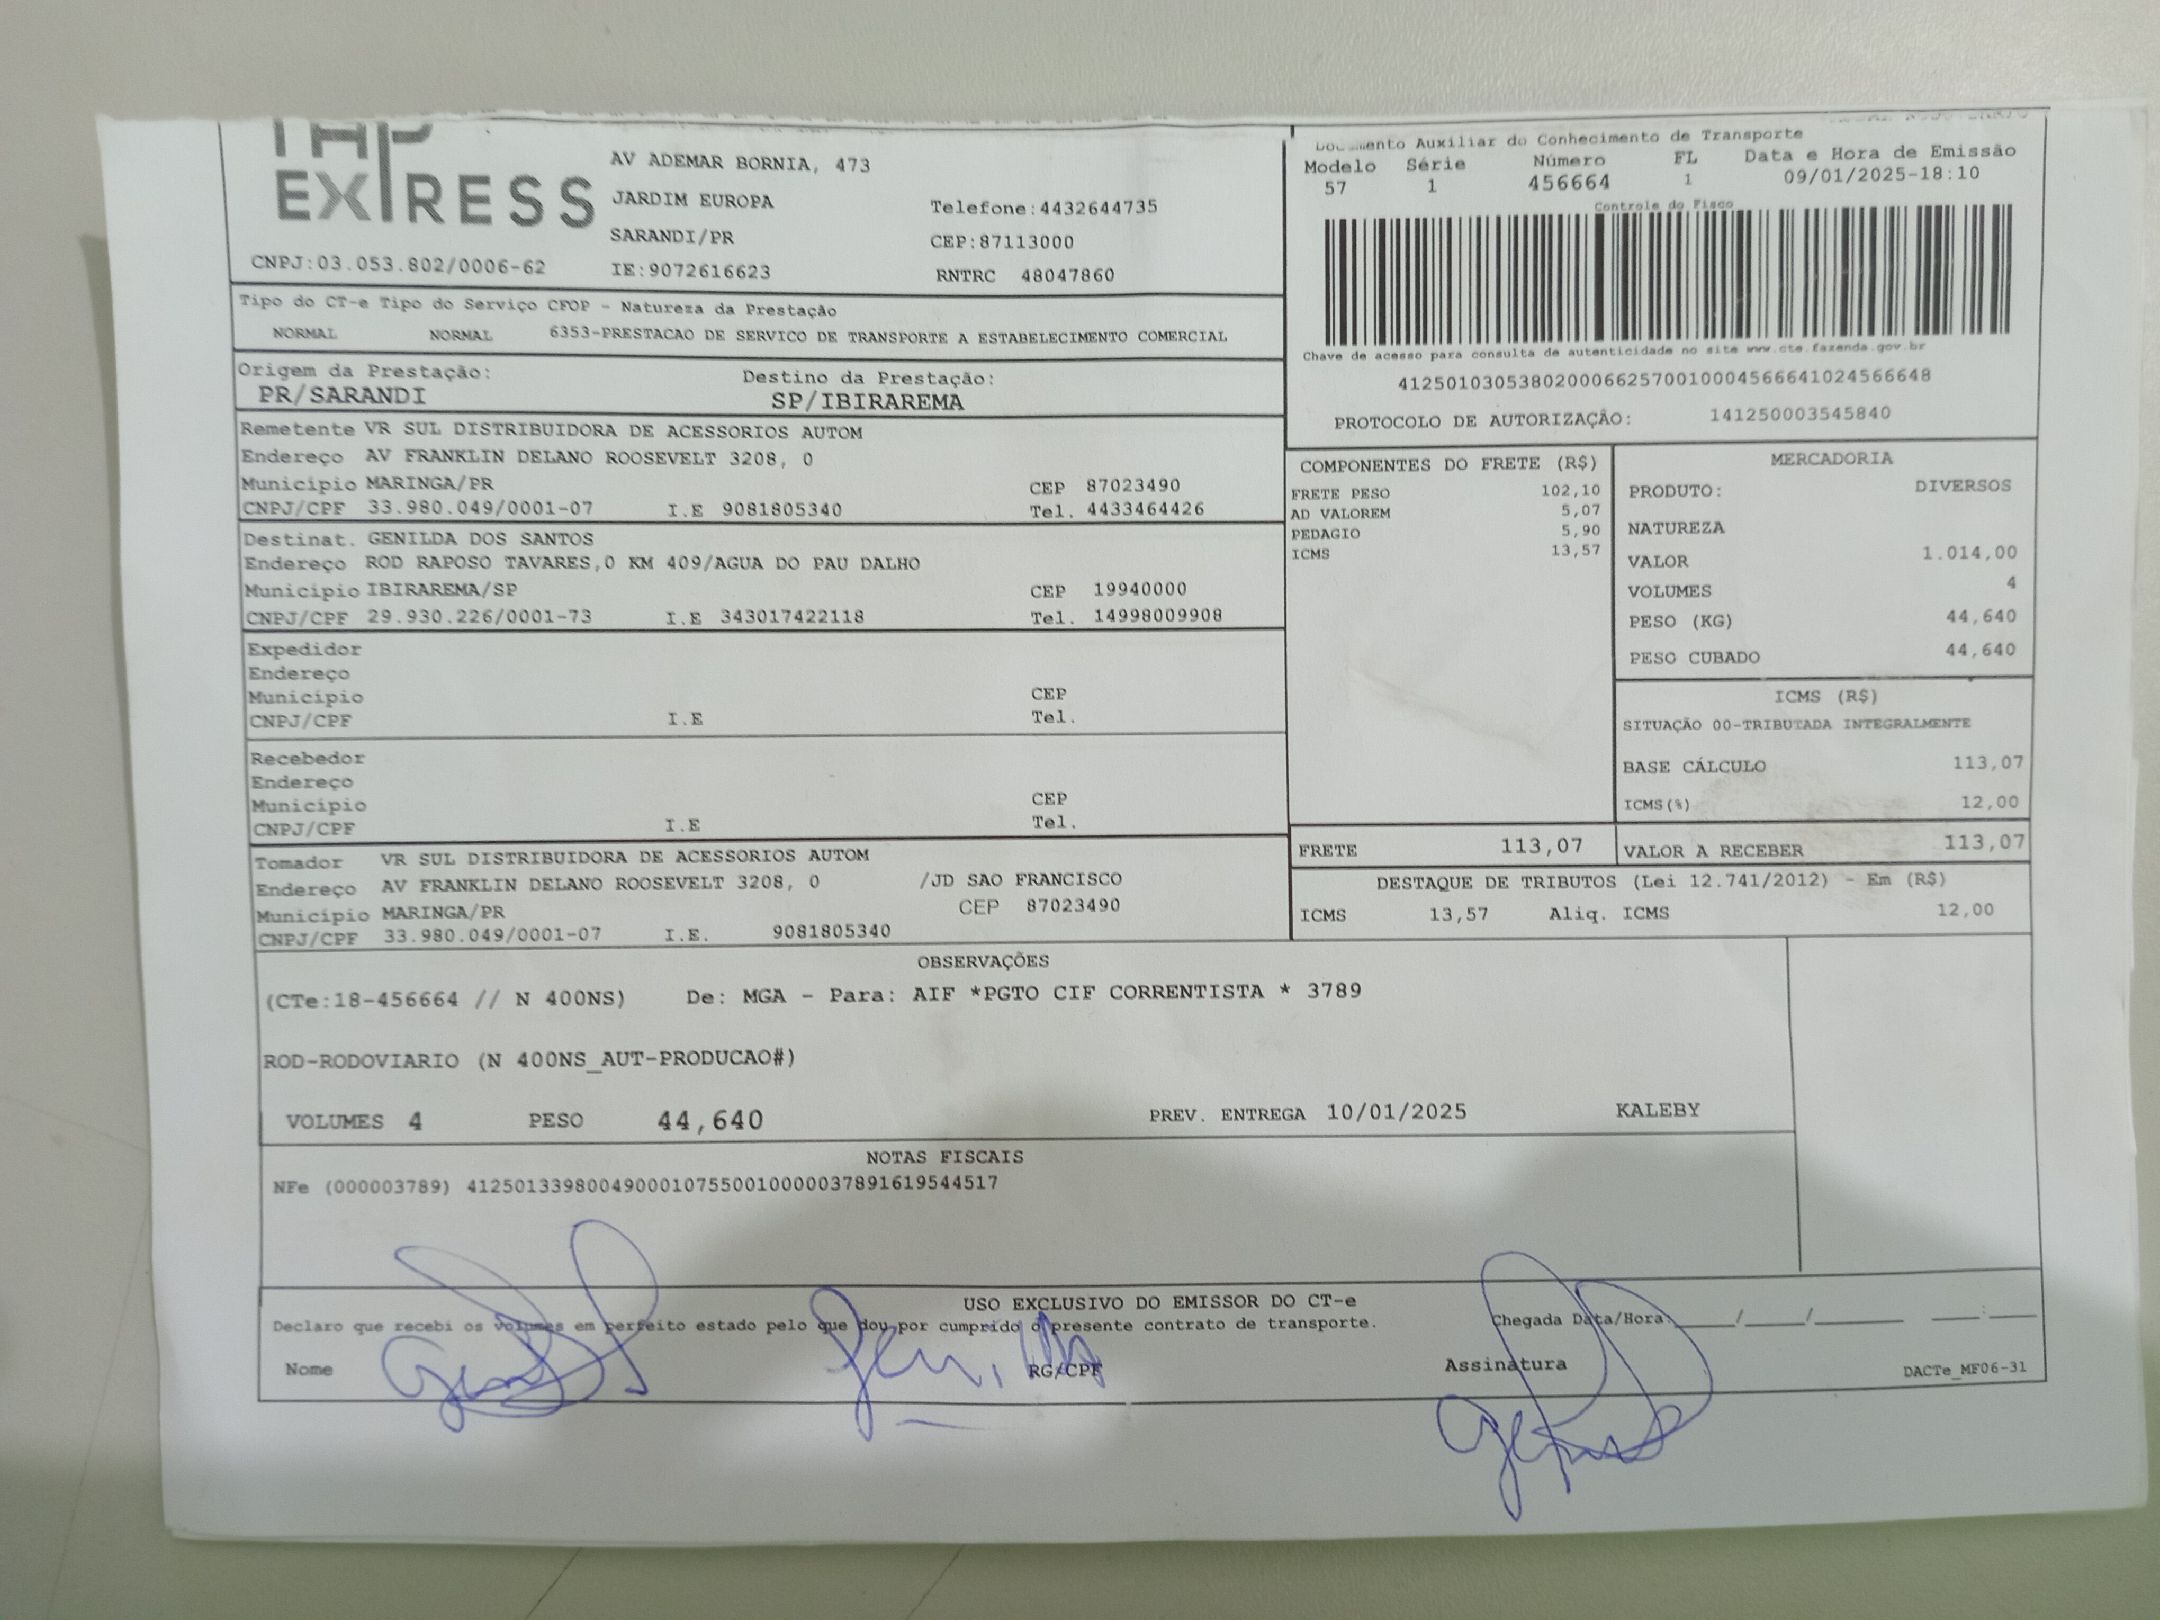 TAP
EXPRESS
AV ADEMAR BORNIA, 473
JARDIM EUROPA
Telefone:4432644735
SARANDI/PR
CEP:87113000
CNPJ:03.053.802/0006-62
IE:9072616623
RNTRC 48047860
Documento Auxiliar do Conhecimento de Transporte
Modelo Série Número FL Data e Hora de Emissão
57 1 456664 1 09/01/2025-18:10
Controle do Fisco
Chave de acesso para consulta de autenticidade no site www.cte.fazenda.gov.br
41250103053802000662570010004566641024566648
PROTOCOLO DE AUTORIZAÇÃO: 141250003545840
Tipo do CT-e Tipo do Serviço CFOP - Natureza da Prestação
NORMAL NORMAL 6353-PRESTACAO DE SERVICO DE TRANSPORTE A ESTABELECIMENTO COMERCIAL
Origem da Prestação: Destino da Prestação:
PR/SARANDI SP/IBIRAREMA
Remetente VR SUL DISTRIBUIDORA DE ACESSORIOS AUTOM
Endereço AV FRANKLIN DELANO ROOSEVELT 3208, 0
Município MARINGA/PR CEP 87023490
CNPJ/CPF 33.980.049/0001-07 I.E 9081805340 Tel. 4433464426
Destinat. GENILDA DOS SANTOS
Endereço ROD RAPOSO TAVARES,0 KM 409/AGUA DO PAU DALHO
Município IBIRAREMA/SP CEP 19940000
CNPJ/CPF 29.930.226/0001-73 I.E 343017422118 Tel. 14998009908
Expedidor
Endereço
Município CEP
CNPJ/CPF I.E Tel.
Recebedor
Endereço
Município CEP
CNPJ/CPF I.E Tel.
Tomador VR SUL DISTRIBUIDORA DE ACESSORIOS AUTOM
Endereço AV FRANKLIN DELANO ROOSEVELT 3208, 0 /JD SAO FRANCISCO
Município MARINGA/PR CEP 87023490
CNPJ/CPF 33.980.049/0001-07 I.E. 9081805340
COMPONENTES DO FRETE (R$)
FRETE PESO 102,10
AD VALOREM 5,07
PEDAGIO 5,90
ICMS 13,57
MERCADORIA
PRODUTO: DIVERSOS
NATUREZA
VALOR 1.014,00
VOLUMES 4
PESO (KG) 44,640
PESO CUBADO 44,640
ICMS (R$)
SITUAÇÃO 00-TRIBUTADA INTEGRALMENTE
BASE CÁLCULO 113,07
ICMS(%) 12,00
FRETE 113,07 VALOR A RECEBER 113,07
DESTAQUE DE TRIBUTOS (Lei 12.741/2012) - Em (R$)
ICMS 13,57 Aliq. ICMS 12,00
OBSERVAÇÕES
(CTe:18-456664 // N 400NS) De: MGA - Para: AIF *PGTO CIF CORRENTISTA * 3789
ROD-RODOVIARIO (N 400NS_AUT-PRODUCAO#)
VOLUMES 4 PESO 44,640 PREV. ENTREGA 10/01/2025 KALEBY
NOTAS FISCAIS
NFe (000003789) 41250133980049000107550010000037891619544517
USO EXCLUSIVO DO EMISSOR DO CT-e
Declaro que recebi os volumes em perfeito estado pelo que dou por cumprido o presente contrato de transporte. Chegada Data/Hora:____/____/______ ____:____
Nome RG/CPF Assinatura DACTe_MF06-31